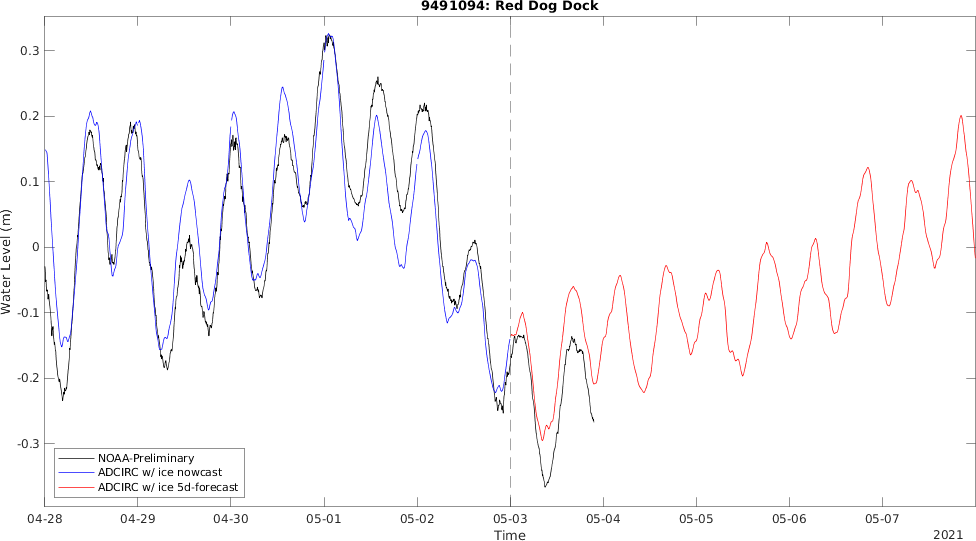 9491094: Red Dog Dock
Water Level (m)
0.3
0.2
0.1
0
-0.1
-0.2
-0.3
NOAA-Preliminary
ADCIRC w/ ice nowcast
ADCIRC w/ ice 5d-forecast
04-28 04-29 04-30 05-01 05-02 05-03 05-04 05-05 05-06 05-07
Time
2021